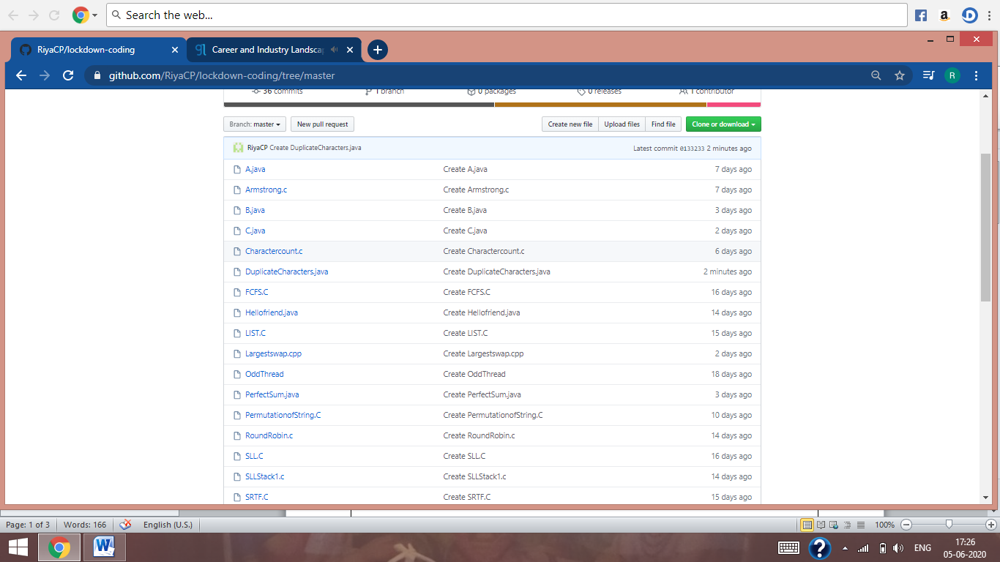 Search the web...
RiyaCP/lockdown-coding
Career and Industry Landsca
github.com/RiyaCP/lockdown-coding/tree/master
R
36 commits 1 branch 0 packages 0 releases 1 contributor
Branch: master New pull request Create new file Upload files Find file Clone or download
RiyaCP Create DuplicateCharacters.java Latest commit 0133233 2 minutes ago
A.java Create A.java 7 days ago
Armstrong.c Create Armstrong.c 7 days ago
B.java Create B.java 3 days ago
C.java Create C.java 2 days ago
Charactercount.c Create Charactercount.c 6 days ago
DuplicateCharacters.java Create DuplicateCharacters.java 2 minutes ago
FCFS.C Create FCFS.C 16 days ago
Hellofriend.java Create Hellofriend.java 14 days ago
LIST.C Create LIST.C 15 days ago
Largestswap.cpp Create Largestswap.cpp 2 days ago
OddThread Create OddThread 18 days ago
PerfectSum.java Create PerfectSum.java 3 days ago
PermutationofString.C Create PermutationofString.C 10 days ago
RoundRobin.c Create RoundRobin.c 14 days ago
SLL.C Create SLL.C 16 days ago
SLLStack1.c Create SLLStack1.c 14 days ago
SRTF.C Create SRTF.C 15 days ago
Page: 1 of 3 Words: 166 English (U.S.) 100%
ENG 17:26
05-06-2020